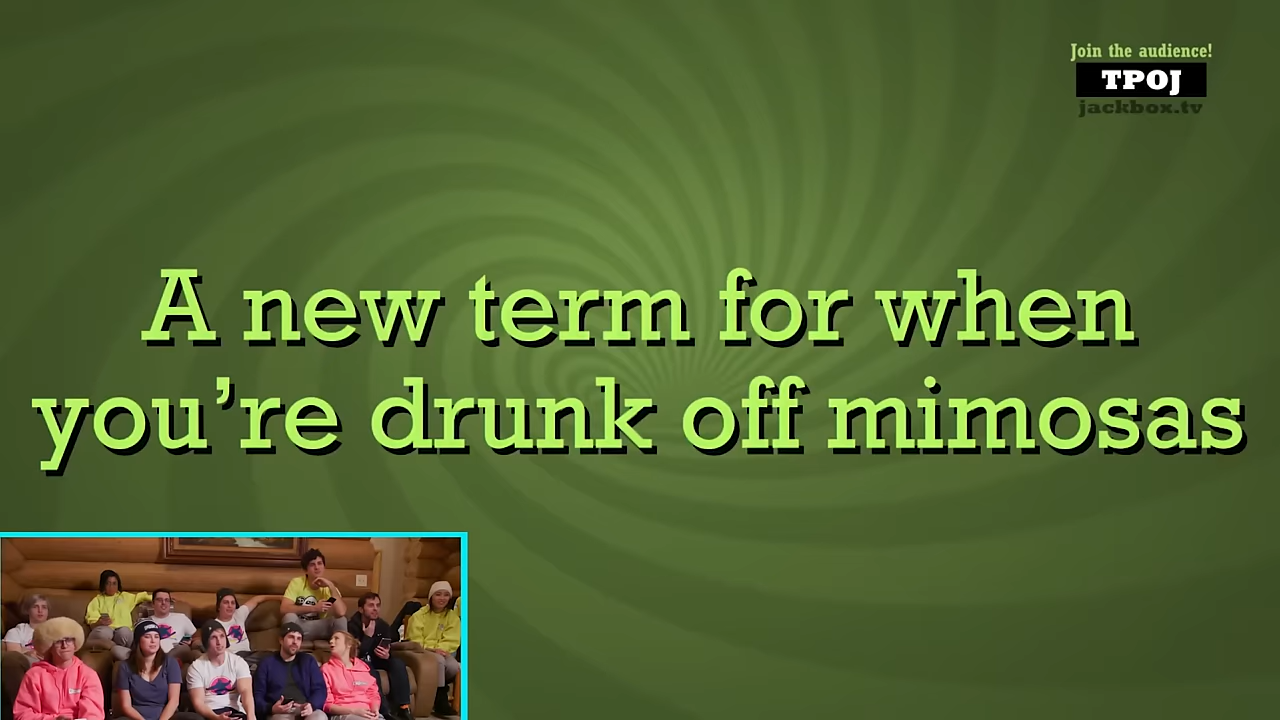 Join the audience!
TPOJ
jackbox.tv
A new term for when
you're drunk off mimosas